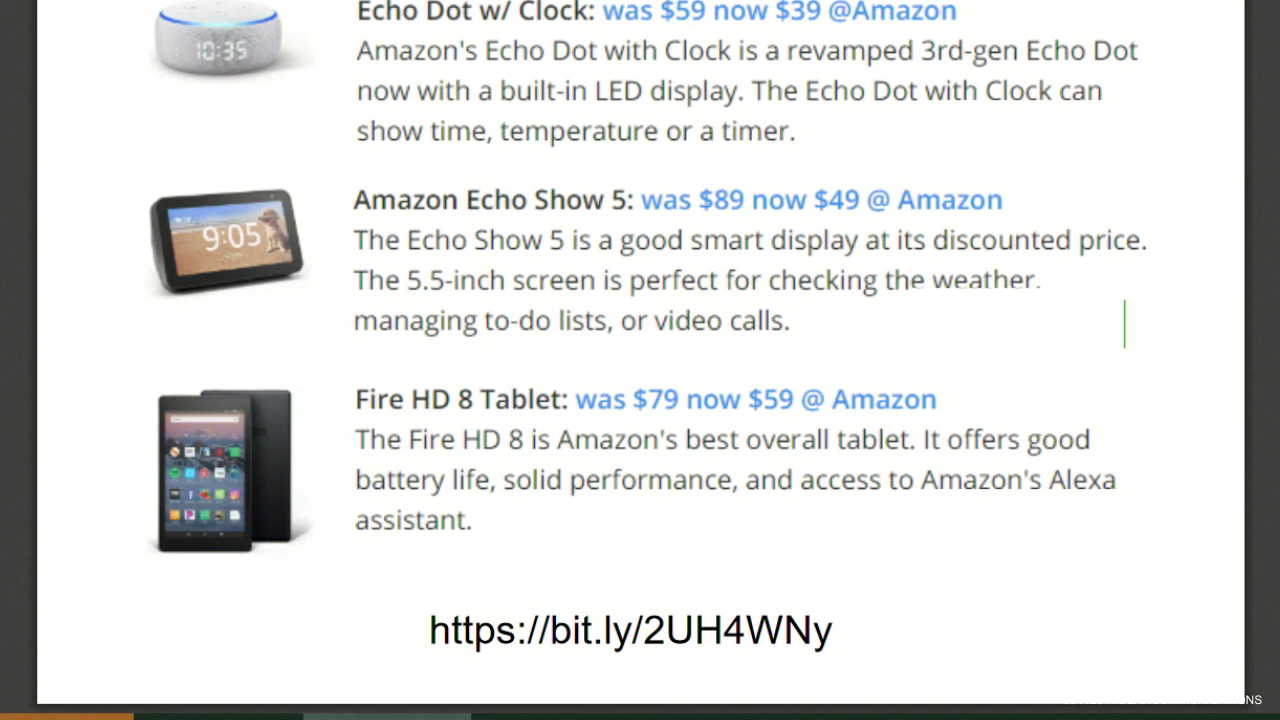 Echo Dot w/ Clock: was $59 now $39 @Amazon
Amazon's Echo Dot with Clock is a revamped 3rd-gen Echo Dot
now with a built-in LED display. The Echo Dot with Clock can
show time, temperature or a timer.
10:35
Amazon Echo Show 5: was $89 now $49 @ Amazon
The Echo Show 5 is a good smart display at its discounted price.
The 5.5-inch screen is perfect for checking the weather,
managing to-do lists, or video calls.
9:05
Fire HD 8 Tablet: was $79 now $59 @ Amazon
The Fire HD 8 is Amazon's best overall tablet. It offers good
battery life, solid performance, and access to Amazon's Alexa
assistant.
https://bit.ly/2UH4WNy